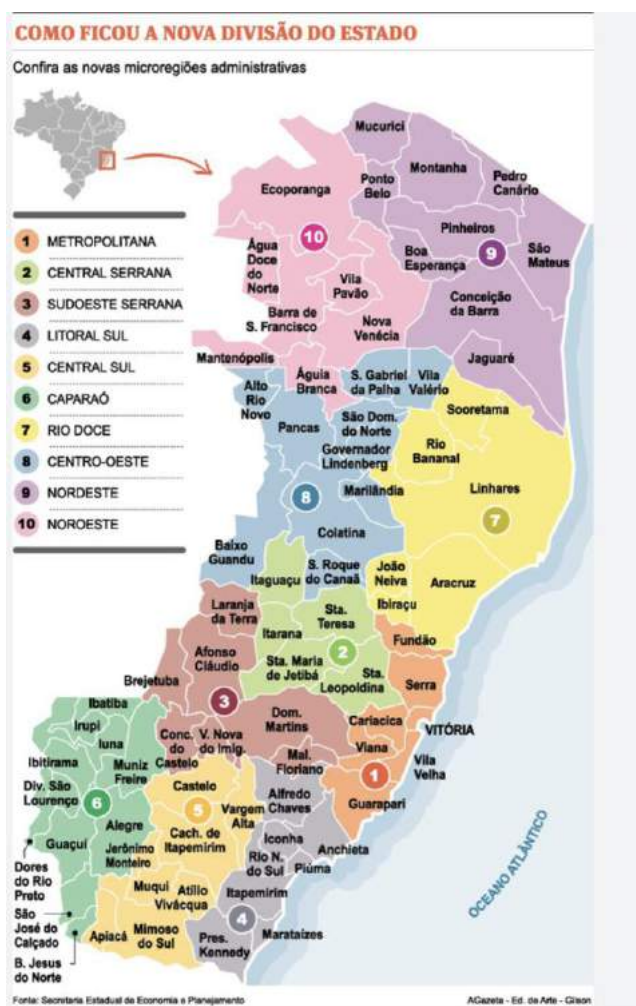 COMO FICOU A NOVA DIVISÃO DO ESTADO
Confira as novas microregiões administrativas
1 METROPOLITANA
2 CENTRAL SERRANA
3 SUDOESTE SERRANA
4 LITORAL SUL
5 CENTRAL SUL
6 CAPARAÓ
7 RIO DOCE
8 CENTRO-OESTE
9 NORDESTE
10 NOROESTE
Mucurici
Montanha
Pedro
Canário
Ponto
Belo
Ecoporanga
Pinheiros
10
9
Água
Doce
do
Norte
Boa
Esperança
São
Mateus
Vila
Pavão
Conceição
da Barra
Barra de
S. Francisco
Nova
Venécia
Jaguaré
Mantenópolis
Águia
Branca
S. Gabriel
da Palha
Vila
Valério
Alto
Rio
Novo
Sooretama
Pancas
São Dom.
do Norte
Rio
Bananal
Governador
Lindenberg
Marilândia
Linhares
8
7
Colatina
Baixo
Guandu
Itaguaçu
S. Roque
do Canaã
João
Neiva
Aracruz
Ibiraçu
Laranja
da Terra
Sta.
Teresa
Itarana
Fundão
Afonso
Cláudio
Sta. Maria
de Jetibá
2
Sta.
Leopoldina
Serra
Brejetuba
3
Ibatiba
Dom.
Martins
Cariacica
VITÓRIA
Irupi
Iuna
Conc.
do
Castelo
V. Nova
do Imig.
Viana
Vila
Velha
Ibitirama
Muniz
Freire
Mal.
Floriano
1
Div. São
Lourenço
6
Castelo
5
Alfredo
Chaves
Guarapari
Vargem
Alta
Alegre
Cach. de
Itapemirim
Guaçuí
Jerônimo
Monteiro
Iconha
Anchieta
Rio N.
do Sul
Piúma
Dores
do Rio
Preto
Muqui
Atílio
Vivácqua
Itapemirim
São
José do
Calçado
4
Apiacá
Mimoso
do Sul
Pres.
Kennedy
Marataízes
B. Jesus
do Norte
OCEANO ATLÂNTICO
Fonte: Secretaria Estadual de Economia e Planejamento
AGazeta - Ed. de Arte - Gilson